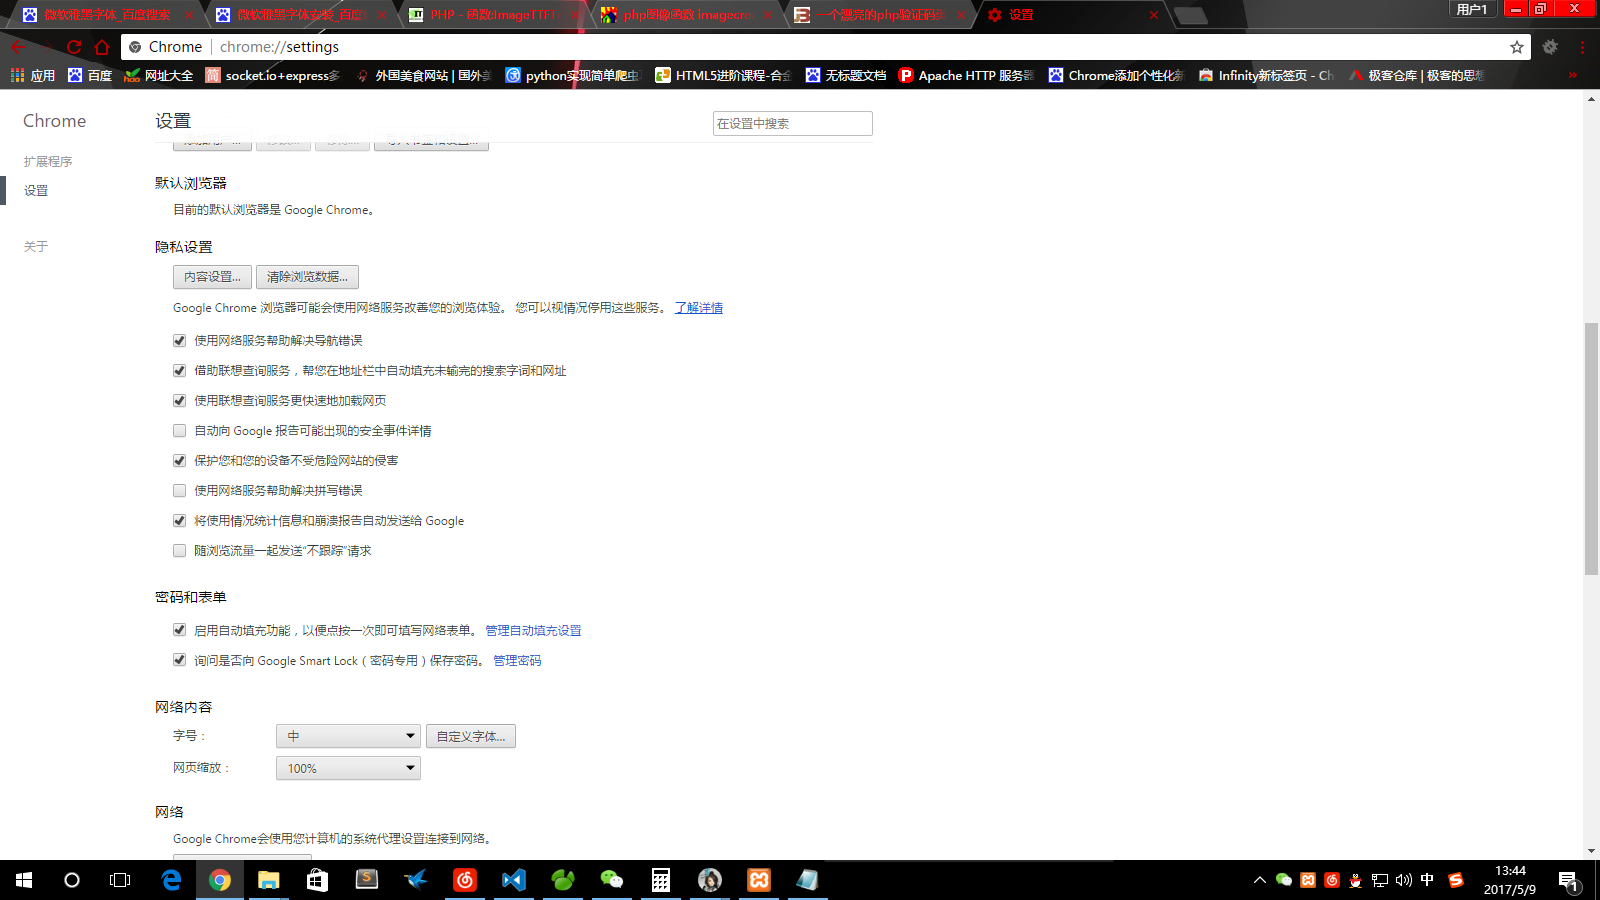 微软雅黑字体_百度搜索
微软雅黑字体安装_百度
PHP - 函数:ImageTTFT
php图像函数 imagecre
一个漂亮的php验证码
设置
用户1
Chrome
chrome://settings
应用
百度
网址大全
socket.io+express多
外国美食网站 | 国外美
python实现简单爬虫
HTML5进阶课程-合全
无标题文档
Apache HTTP 服务器
Chrome添加个性化新
Infinity新标签页 - Ch
极客仓库 | 极客的思想
»
Chrome
扩展程序
设置
关于
设置
在设置中搜索
默认浏览器
目前的默认浏览器是 Google Chrome。
隐私设置
内容设置...
清除浏览数据...
Google Chrome 浏览器可能会使用网络服务改善您的浏览体验。 您可以视情况停用这些服务。 了解详情
使用网络服务帮助解决导航错误
借助联想查询服务，帮您在地址栏中自动填充未输完的搜索字词和网址
使用联想查询服务更快速地加载网页
自动向 Google 报告可能出现的安全事件详情
保护您和您的设备不受危险网站的侵害
使用网络服务帮助解决拼写错误
将使用情况统计信息和崩溃报告自动发送给 Google
随浏览流量一起发送“不跟踪”请求
密码和表单
启用自动填充功能，以便点按一次即可填写网络表单。 管理自动填充设置
询问是否向 Google Smart Lock（密码专用）保存密码。 管理密码
网络内容
字号：
中
自定义字体...
网页缩放：
100%
网络
Google Chrome会使用您计算机的系统代理设置连接到网络。
中
13:44
2017/5/9
1